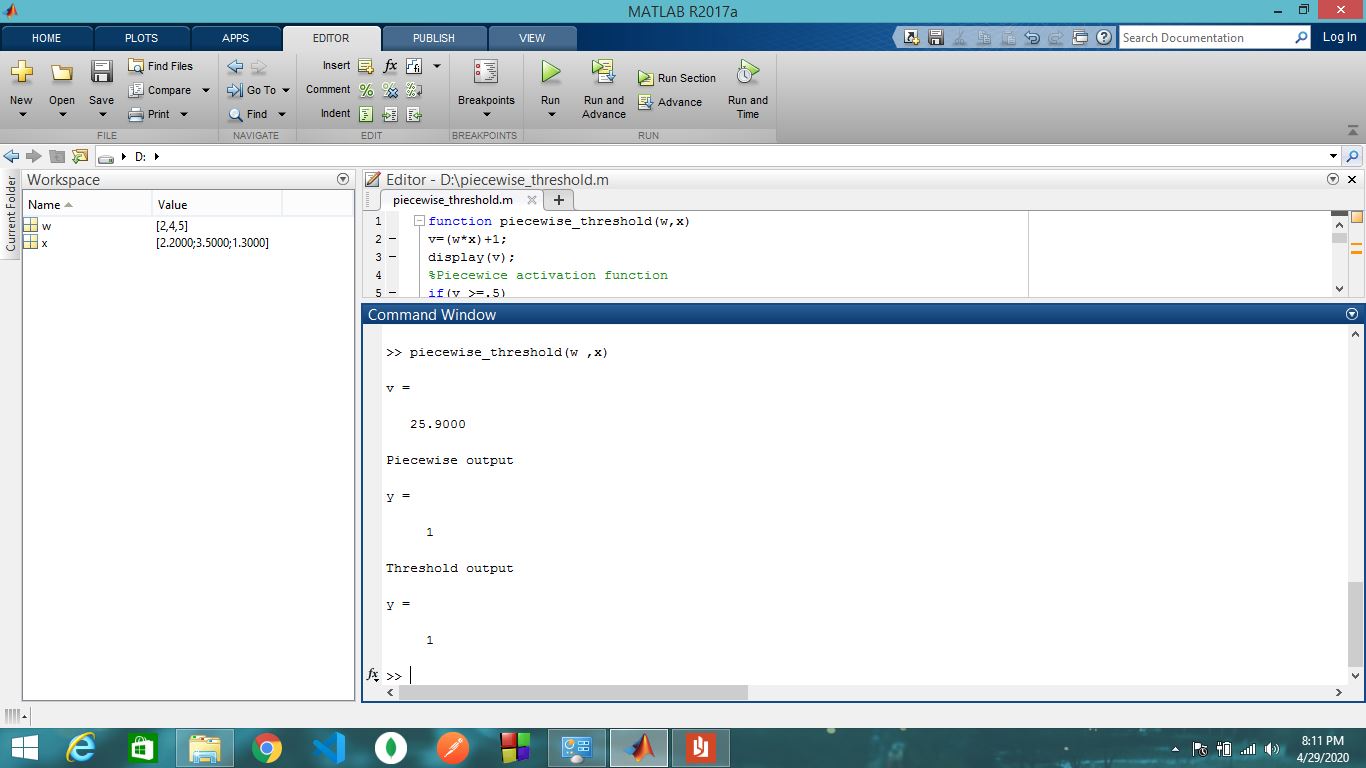 MATLAB R2017a
HOME PLOTS APPS EDITOR PUBLISH VIEW
Search Documentation
Log In
New
Open
Save
Find Files
Compare
Print
FILE
Go To
Find
NAVIGATE
Insert
fx
Comment
Indent
EDIT
Breakpoints
BREAKPOINTS
Run
Run and
Advance
Run Section
Advance
Run and
Time
RUN
D:
Current Folder
Workspace
Name Value
w [2,4,5]
x [2.2000;3.5000;1.3000]
Editor - D:\piecewise_threshold.m
piecewise_threshold.m
1 function piecewise_threshold(w,x)
2 v=(w*x)+1;
3 display(v);
4 %Piecewice activation function
5 if(v >=.5)
Command Window
>> piecewise_threshold(w ,x)
v =
25.9000
Piecewise output
y =
1
Threshold output
y =
1
fx >>
8:11 PM
4/29/2020